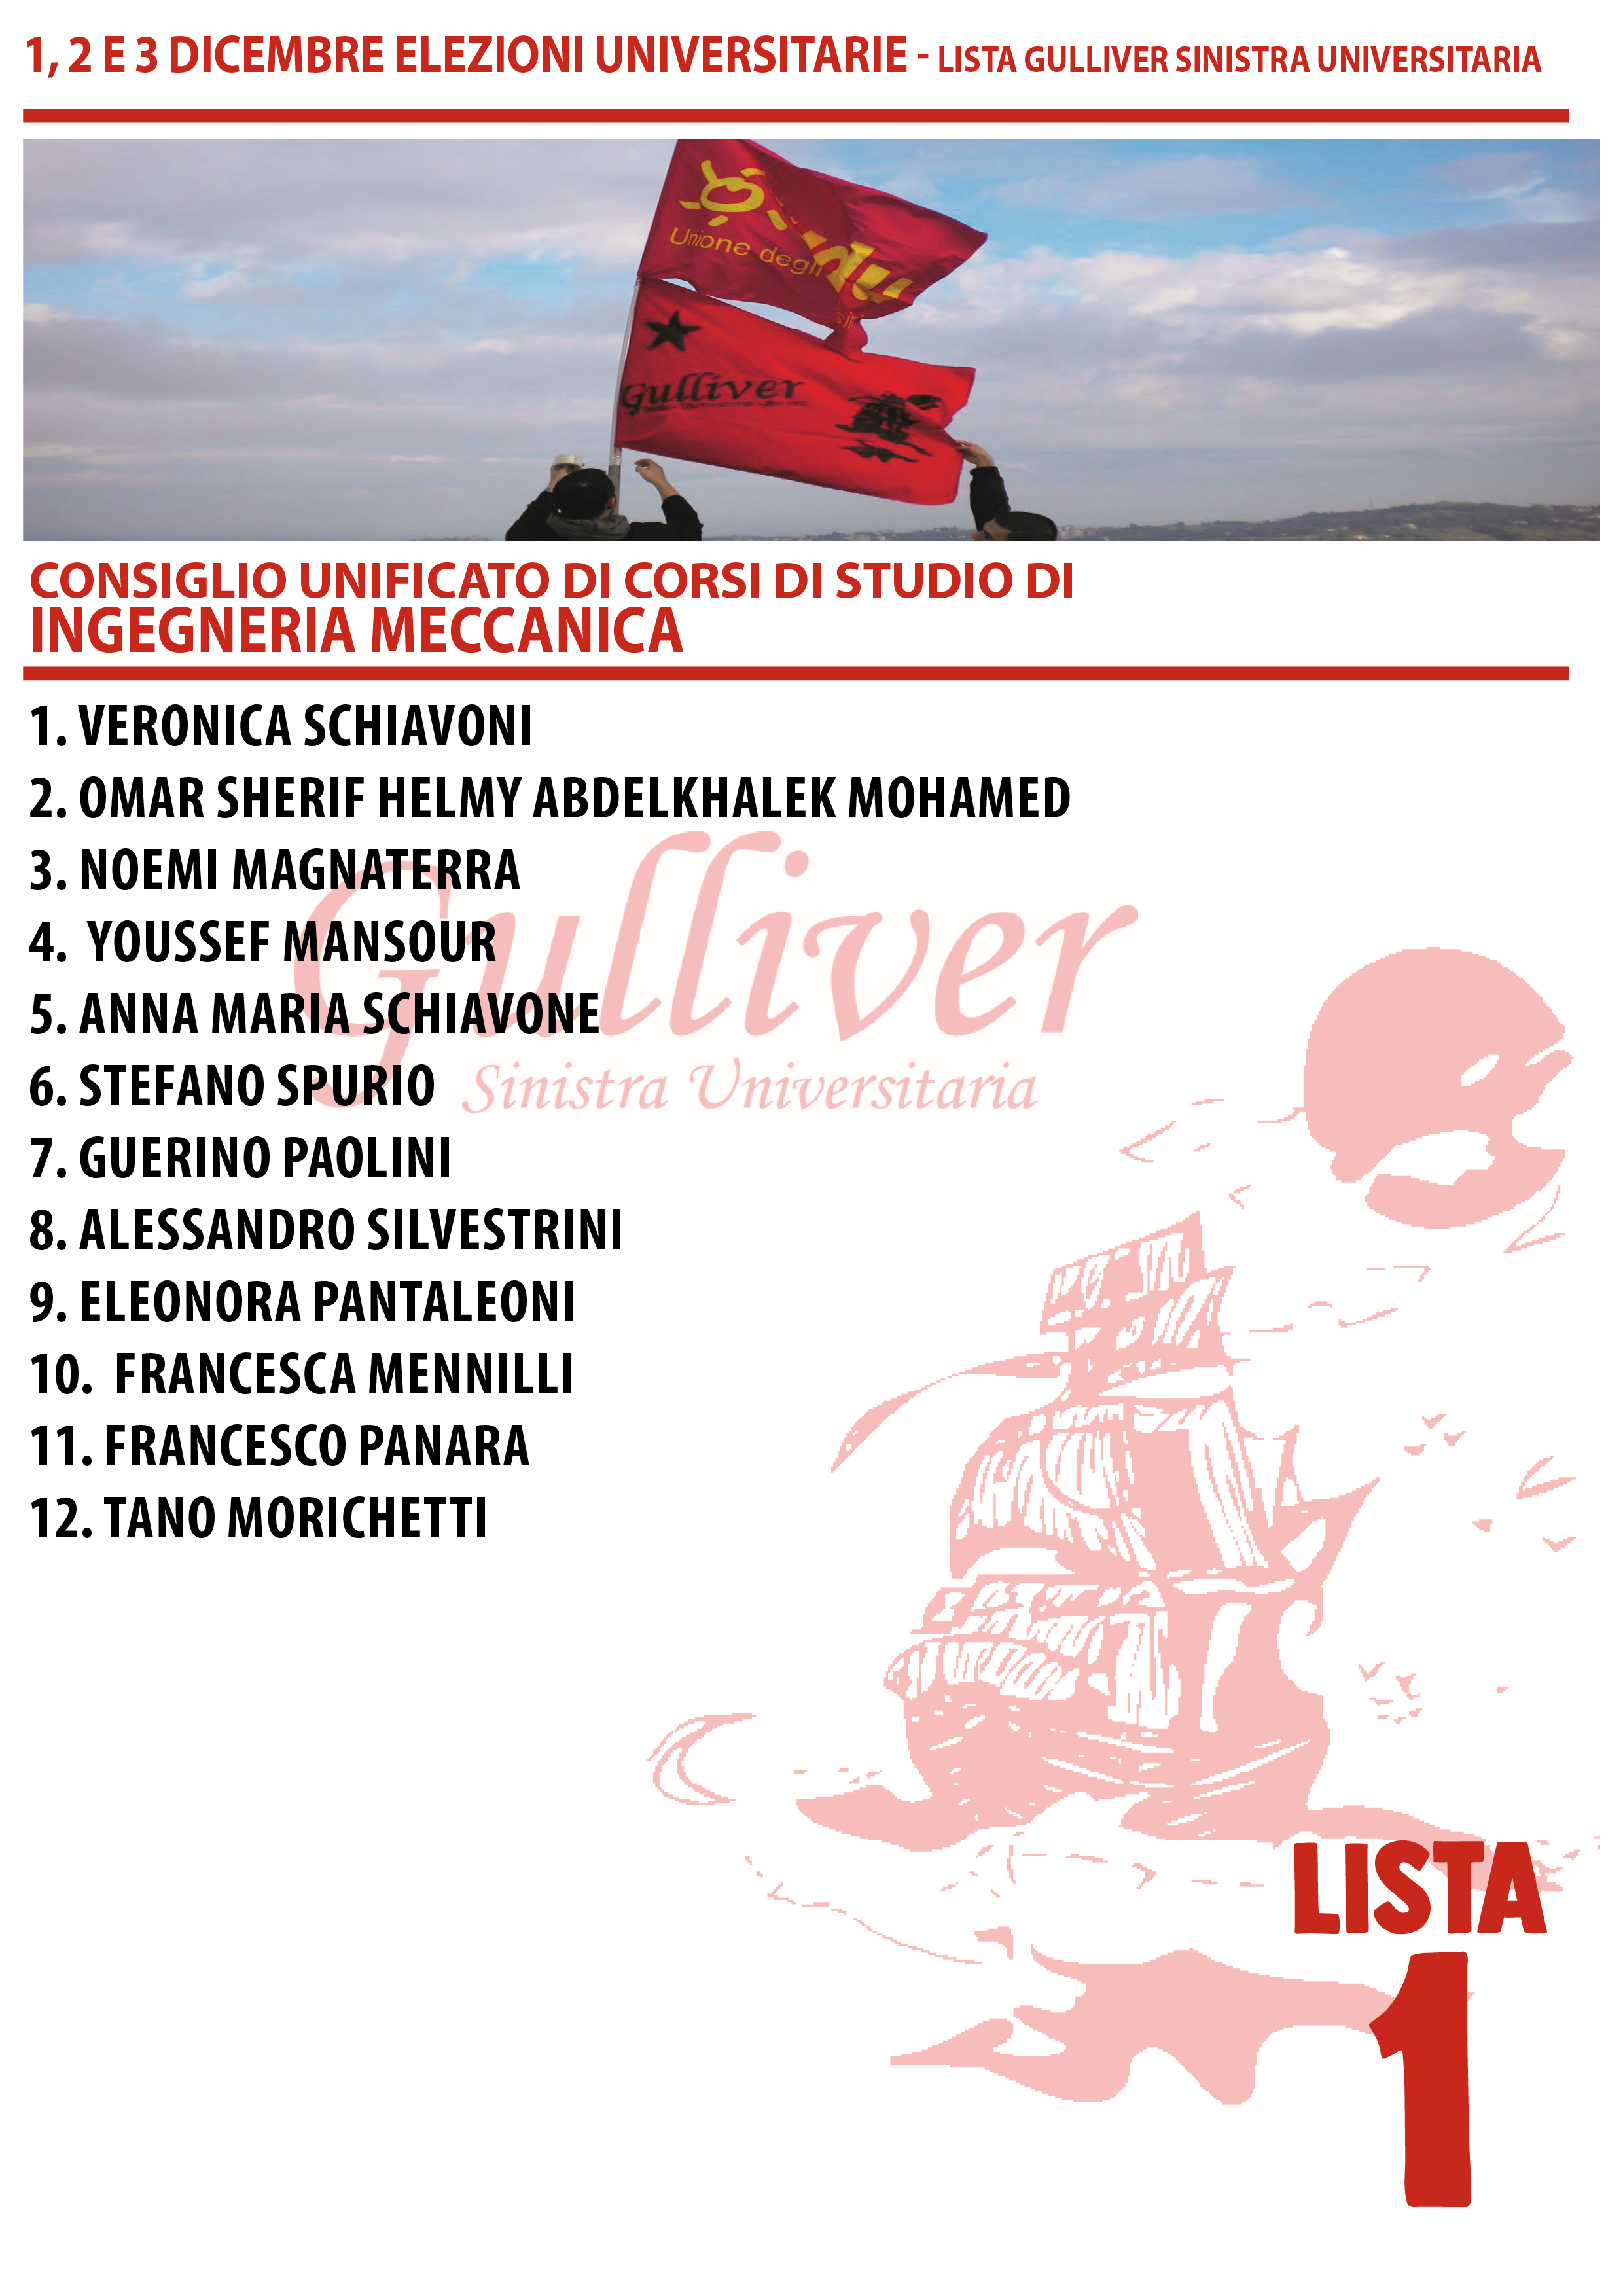 1, 2 E 3 DICEMBRE ELEZIONI UNIVERSITARIE - LISTA GULLIVER SINISTRA UNIVERSITARIA
Unione degli
Gulliver
CONSIGLIO UNIFICATO DI CORSI DI STUDIO DI
INGEGNERIA MECCANICA
1. VERONICA SCHIAVONI
2. OMAR SHERIF HELMY ABDELKHALEK MOHAMED
3. NOEMI MAGNATERRA
4. YOUSSEF MANSOUR
5. ANNA MARIA SCHIAVONE
6. STEFANO SPURIO
7. GUERINO PAOLINI
8. ALESSANDRO SILVESTRINI
9. ELEONORA PANTALEONI
10. FRANCESCA MENNILLI
11. FRANCESCO PANARA
12. TANO MORICHETTI
Gulliver
Sinistra Universitaria
LISTA
1